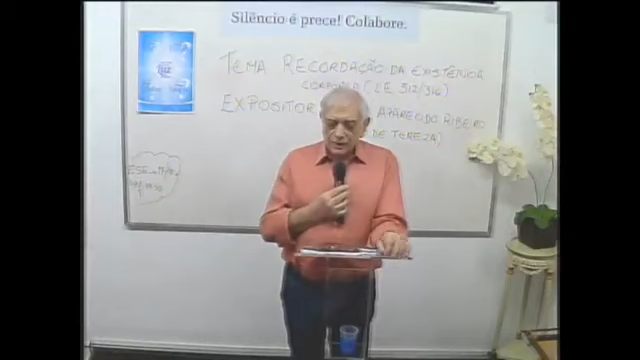 Silêncio é prece! Colabore.
TEMA RECORDAÇÃO DA EXISTÊNCIA
CORPORAL (LE 312/316)
EXPOSITOR APARECIDO RIBEIRO
DE TEREZA)